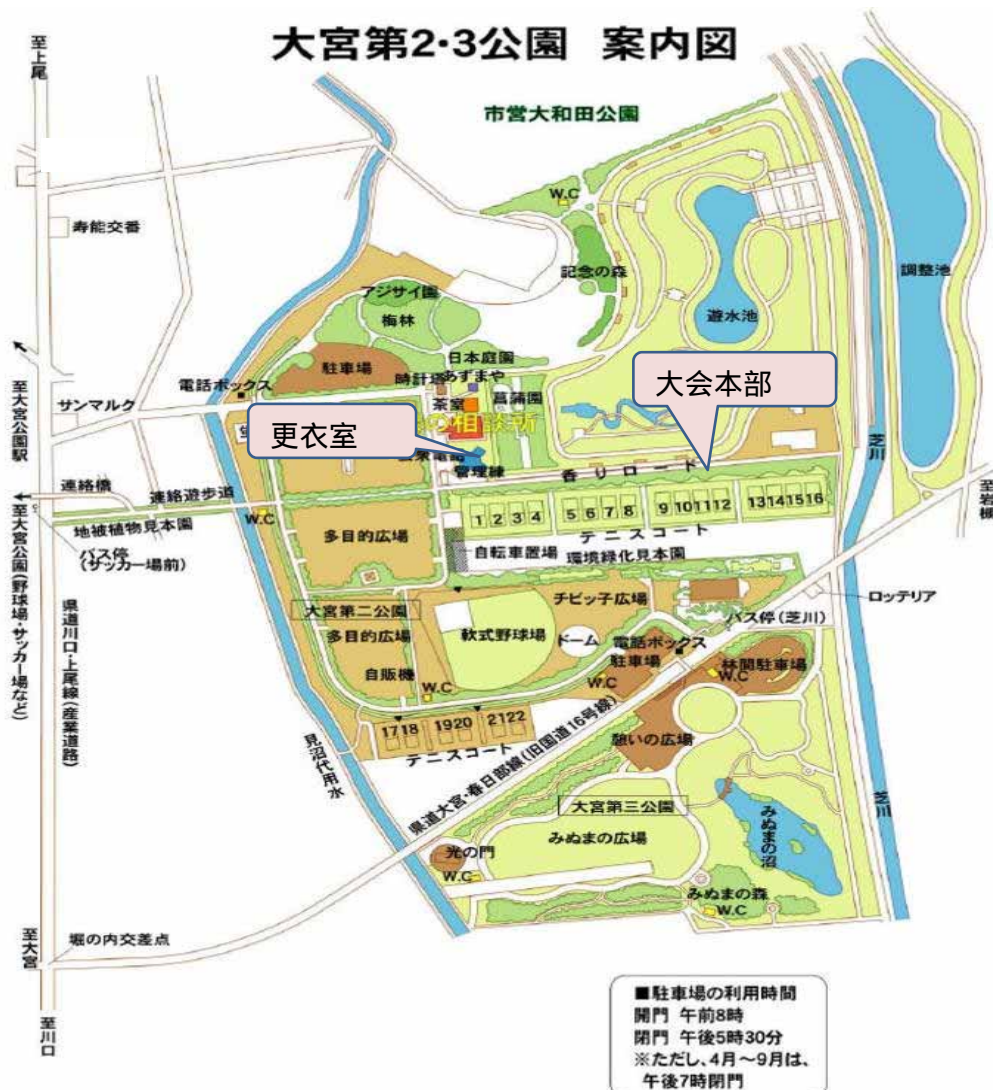 大宮第2・3公園 案内図
至上尾
市営大和田公園
W.C
寿能交番
記念の森
調整池
アジサイ園
梅林
遊水池
駐車場
日本庭園
時計塔
あずまや
電話ボックス
サンマルク
茶室
菖蒲園
大会本部
の相談所
更衣室
管理棟
香りロード
芝川
至大宮公園駅
連絡橋
連絡遊歩道
地被植物見本園
W.C
バス停
(サッカー場前)
至大宮公園(野球場・サッカー場など)
至岩槻
1 2 3 4 5 6 7 8 9 10 11 12 13 14 15 16
テニスコート
多目的広場
自転車置場
環境緑化見本園
チビッ子広場
ロッテリア
大宮第二公園
多目的広場
軟式野球場
ドーム
電話ボックス
バス停(芝川)
駐車場
林間駐車場
自販機
W.C
W.C
W.C
県道川口・上尾線(産業道路)
17 18 19 20 21 22
テニスコート
憩いの広場
見沼代用水
県道大宮・春日部線(旧国道16号線)
大宮第三公園
みぬまの広場
みぬまの沼
芝川
光の門
W.C
みぬまの森
W.C
至大宮
堀の内交差点
至川口
■駐車場の利用時間
開門 午前8時
閉門 午後5時30分
※ただし、4月～9月は、
午後7時閉門